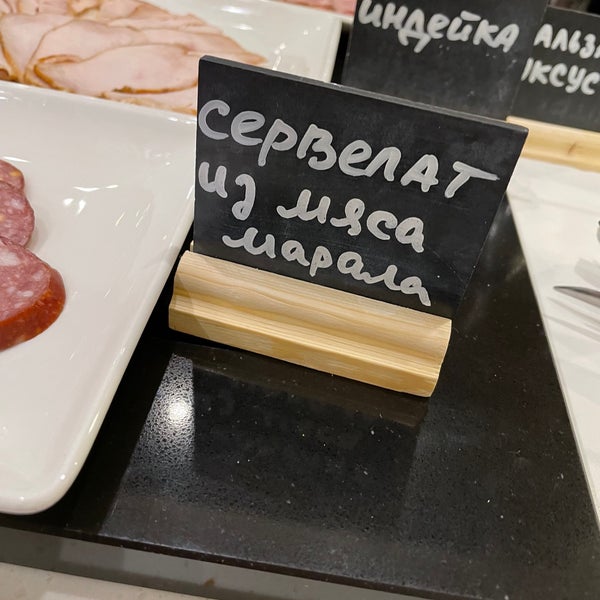 индейка
сервелат
из мяса
марала